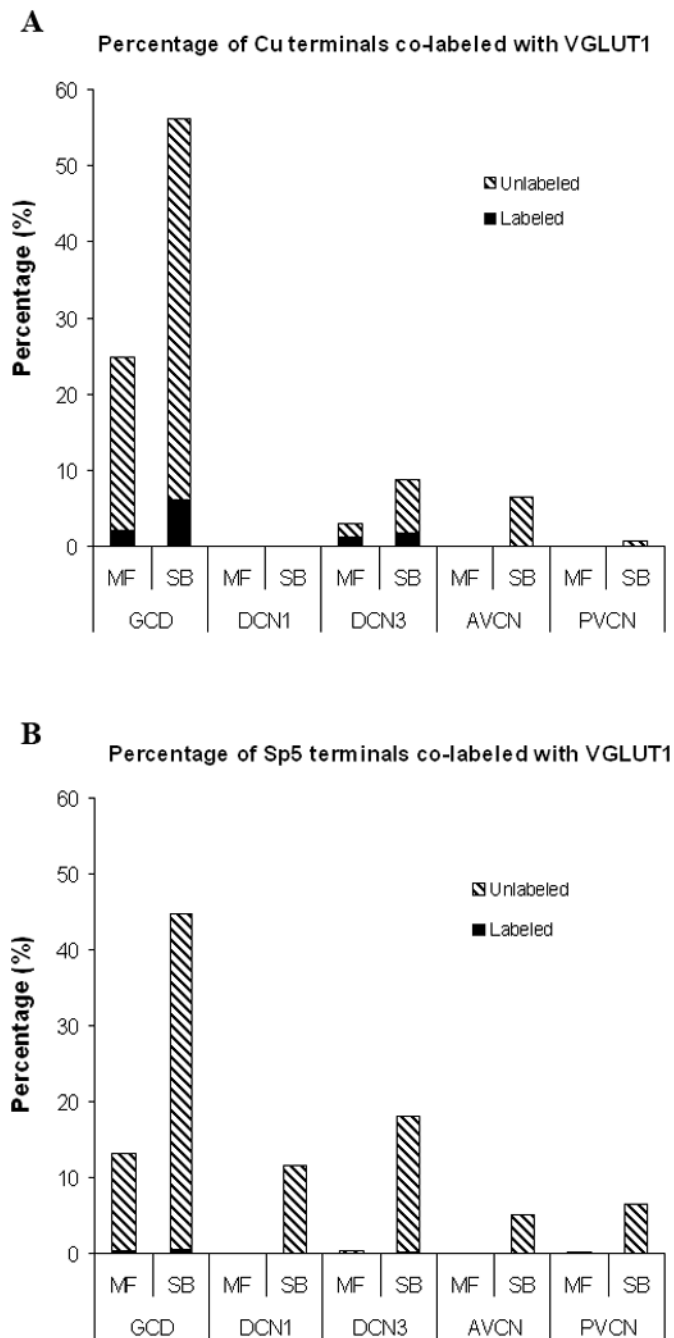 A
Percentage of Cu terminals co-labeled with VGLUT1
Percentage (%)
60
50
40
30
20
10
0
Unlabeled
Labeled
MF SB MF SB MF SB MF SB MF SB
GCD DCN1 DCN3 AVCN PVCN
B
Percentage of Sp5 terminals co-labeled with VGLUT1
Percentage (%)
60
50
40
30
20
10
0
Unlabeled
Labeled
MF SB MF SB MF SB MF SB MF SB
GCD DCN1 DCN3 AVCN PVCN